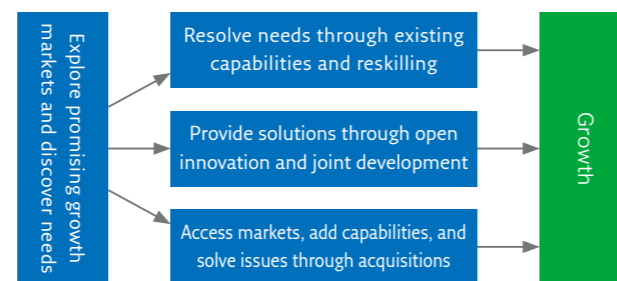 Explore promising growth
markets and discover needs
Resolve needs through existing
capabilities and reskilling
Provide solutions through open
innovation and joint development
Access markets, add capabilities, and
solve issues through acquisitions
Growth